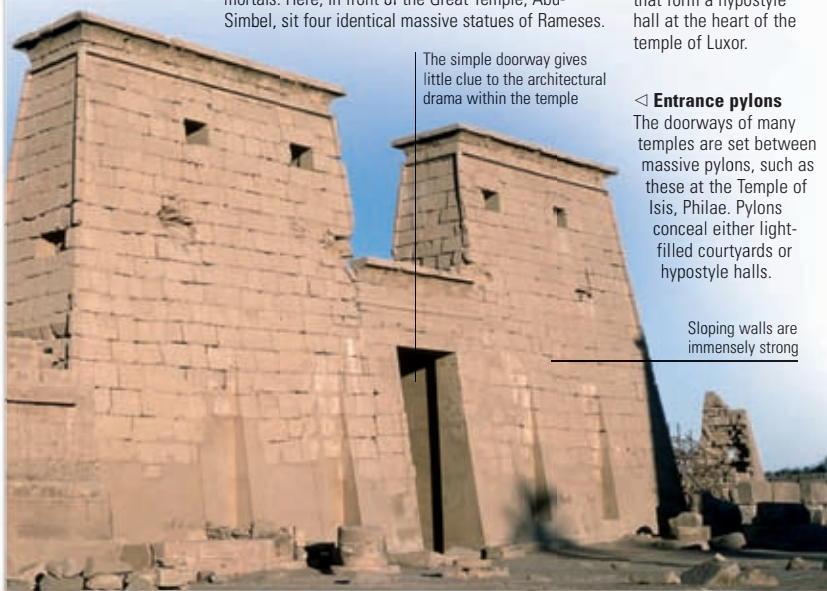 mortals. Here, in front of the Great Temple, Abu-
Simbel, sit four identical massive statues of Rameses.
The simple doorway gives
little clue to the architectural
drama within the temple
that form a hypostyle
hall at the heart of the
temple of Luxor.
◁ Entrance pylons
The doorways of many
temples are set between
massive pylons, such as
these at the Temple of
Isis, Philae. Pylons
conceal either light-
filled courtyards or
hypostyle halls.
Sloping walls are
immensely strong